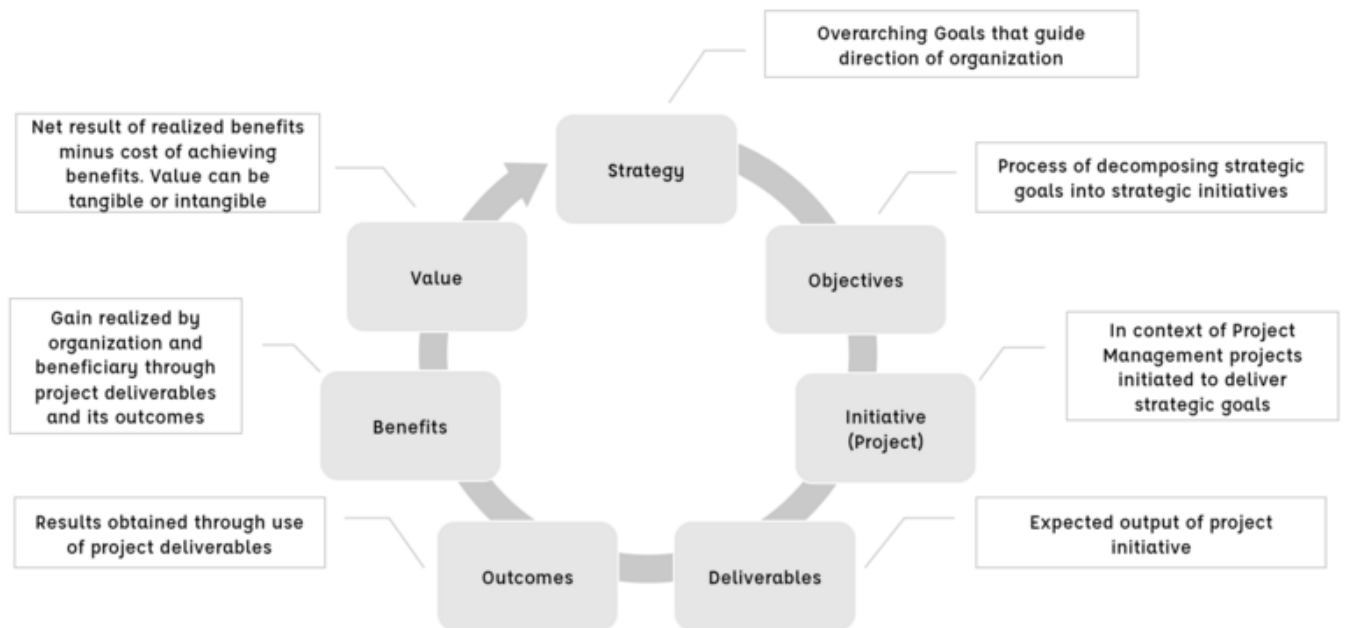 Overarching Goals that guide
direction of organization
Strategy
Process of decomposing strategic
goals into strategic initiatives
Objectives
In context of Project
Management projects
initiated to deliver
strategic goals
Initiative
(Project)
Expected output of project
initiative
Deliverables
Results obtained through use
of project deliverables
Outcomes
Gain realized by
organization and
beneficiary through
project deliverables
and its outcomes
Benefits
Net result of realized benefits
minus cost of achieving
benefits. Value can be
tangible or intangible
Value